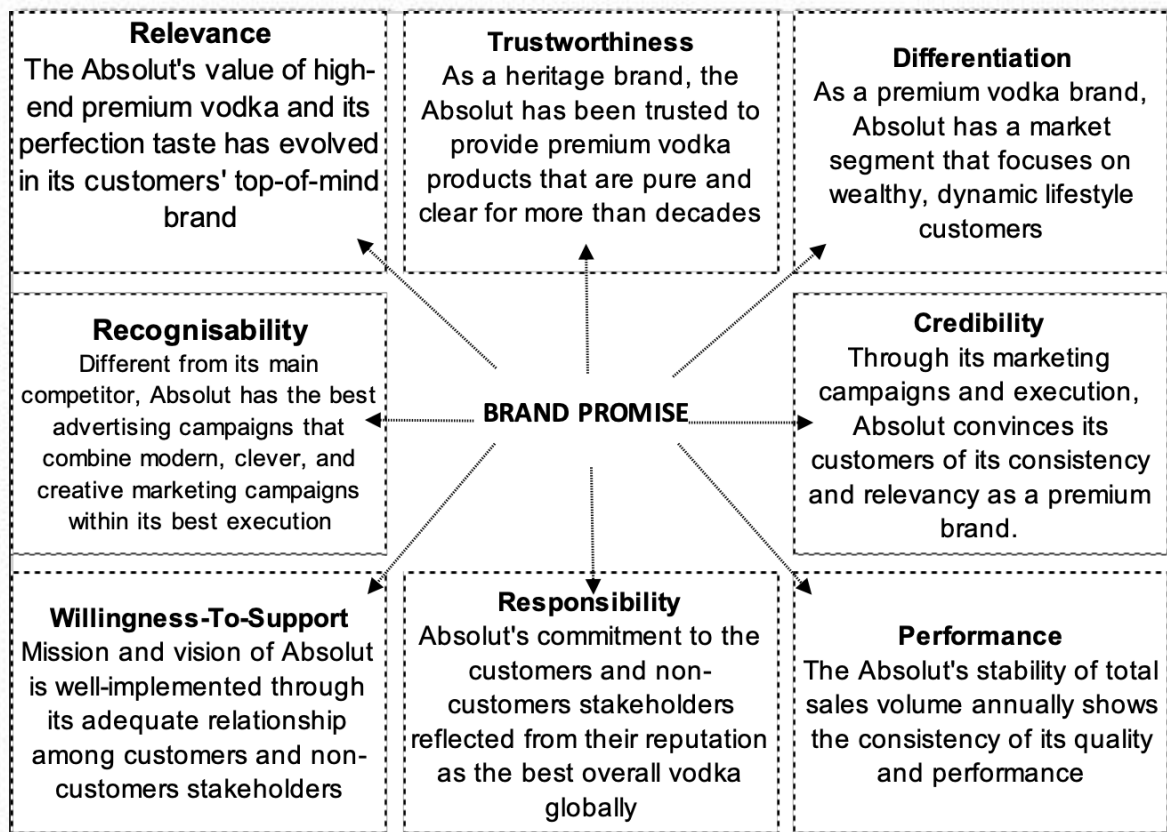 Relevance
The Absolut's value of high-
end premium vodka and its
perfection taste has evolved
in its customers' top-of-mind
brand
Trustworthiness
As a heritage brand, the
Absolut has been trusted to
provide premium vodka
products that are pure and
clear for more than decades
Differentiation
As a premium vodka brand,
Absolut has a market
segment that focuses on
wealthy, dynamic lifestyle
customers
Recognisability
Different from its main
competitor, Absolut has the best
advertising campaigns that
combine modern, clever, and
creative marketing campaigns
within its best execution
BRAND PROMISE
Credibility
Through its marketing
campaigns and execution,
Absolut convinces its
customers of its consistency
and relevancy as a premium
brand.
Willingness-To-Support
Mission and vision of Absolut
is well-implemented through
its adequate relationship
among customers and non-
customers stakeholders
Responsibility
Absolut's commitment to the
customers and non-
customers stakeholders
reflected from their reputation
as the best overall vodka
globally
Performance
The Absolut's stability of total
sales volume annually shows
the consistency of its quality
and performance